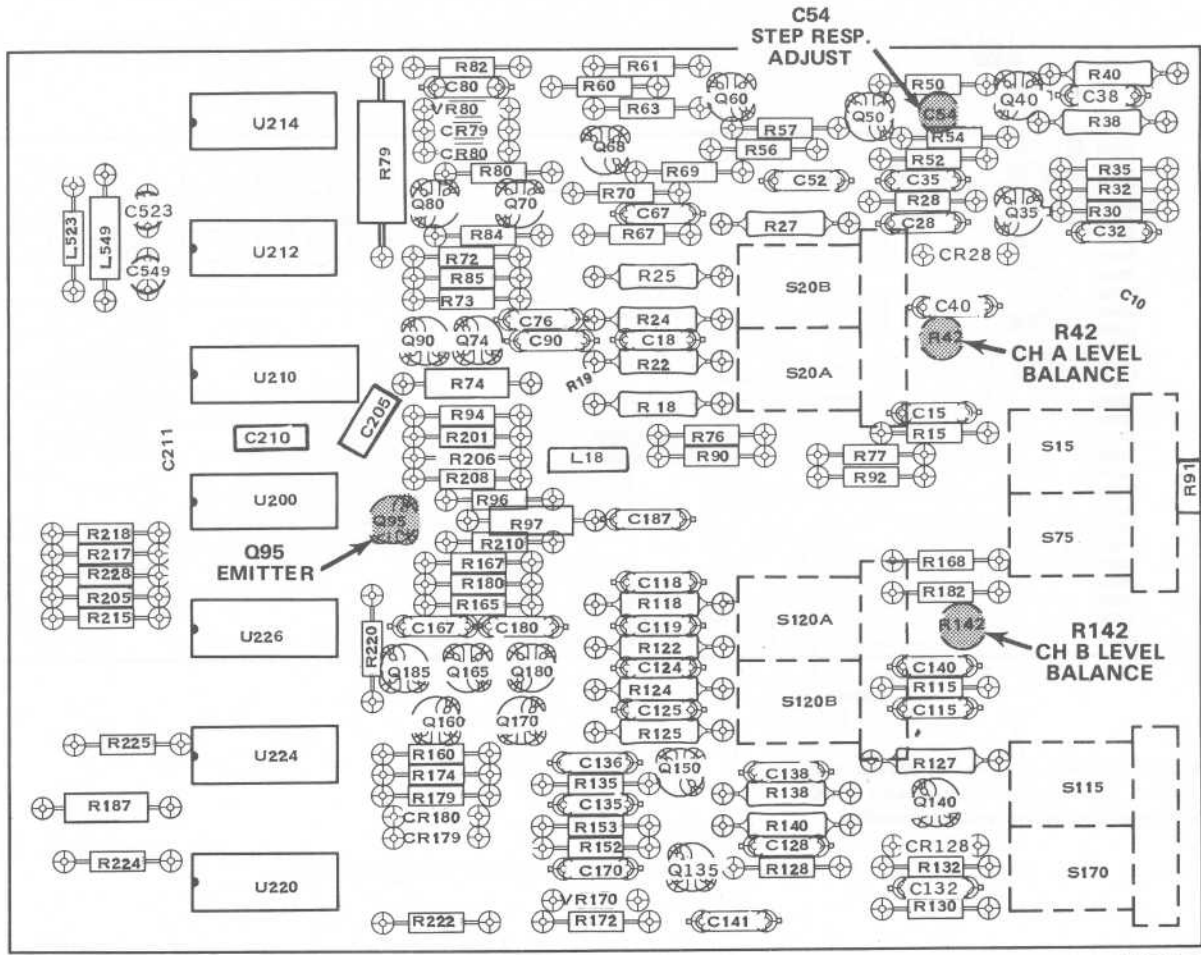 C54
STEP RESP.
ADJUST
R82
R61
C80
R60
Q60
R50
Q40
R40
C38
VR80
R63
Q50
C54
R38
U214
CR79
R57
R54
CR80
Q68
R56
R52
R79
R80
R69
C52
C35
R35
R70
R28
R32
L523
L549
C523
Q80
Q70
C67
R27
C28
Q35
R30
R84
R67
C32
U212
R72
CR28
C549
R85
R25
S20B
R73
C40
C10
C76
R24
Q90
Q74
C90
C18
R42
R42
CH A LEVEL
BALANCE
R22
S20A
U210
R74
R19
C205
R94
R18
C15
C210
R201
R76
R15
C211
R206
L18
R90
R77
S15
R208
R92
R91
U200
R96
Q95
R97
C187
R218
R210
S75
R217
Q95
EMITTER
R167
R168
R228
R180
C118
R205
R165
R118
R182
R215
U226
R220
C167
C180
C119
S120A
R142
R142
CH B LEVEL
BALANCE
R122
Q185
Q165
Q180
C124
C140
R124
R115
Q160
Q170
C125
S120B
C115
R225
U224
R160
R125
R174
C136
Q150
C138
R127
R179
R135
R138
S115
R187
CR180
C135
Q140
CR179
R153
R140
R152
C128
CR128
R224
C170
Q135
R128
R132
S170
U220
VR170
C132
R222
R172
C141
R130